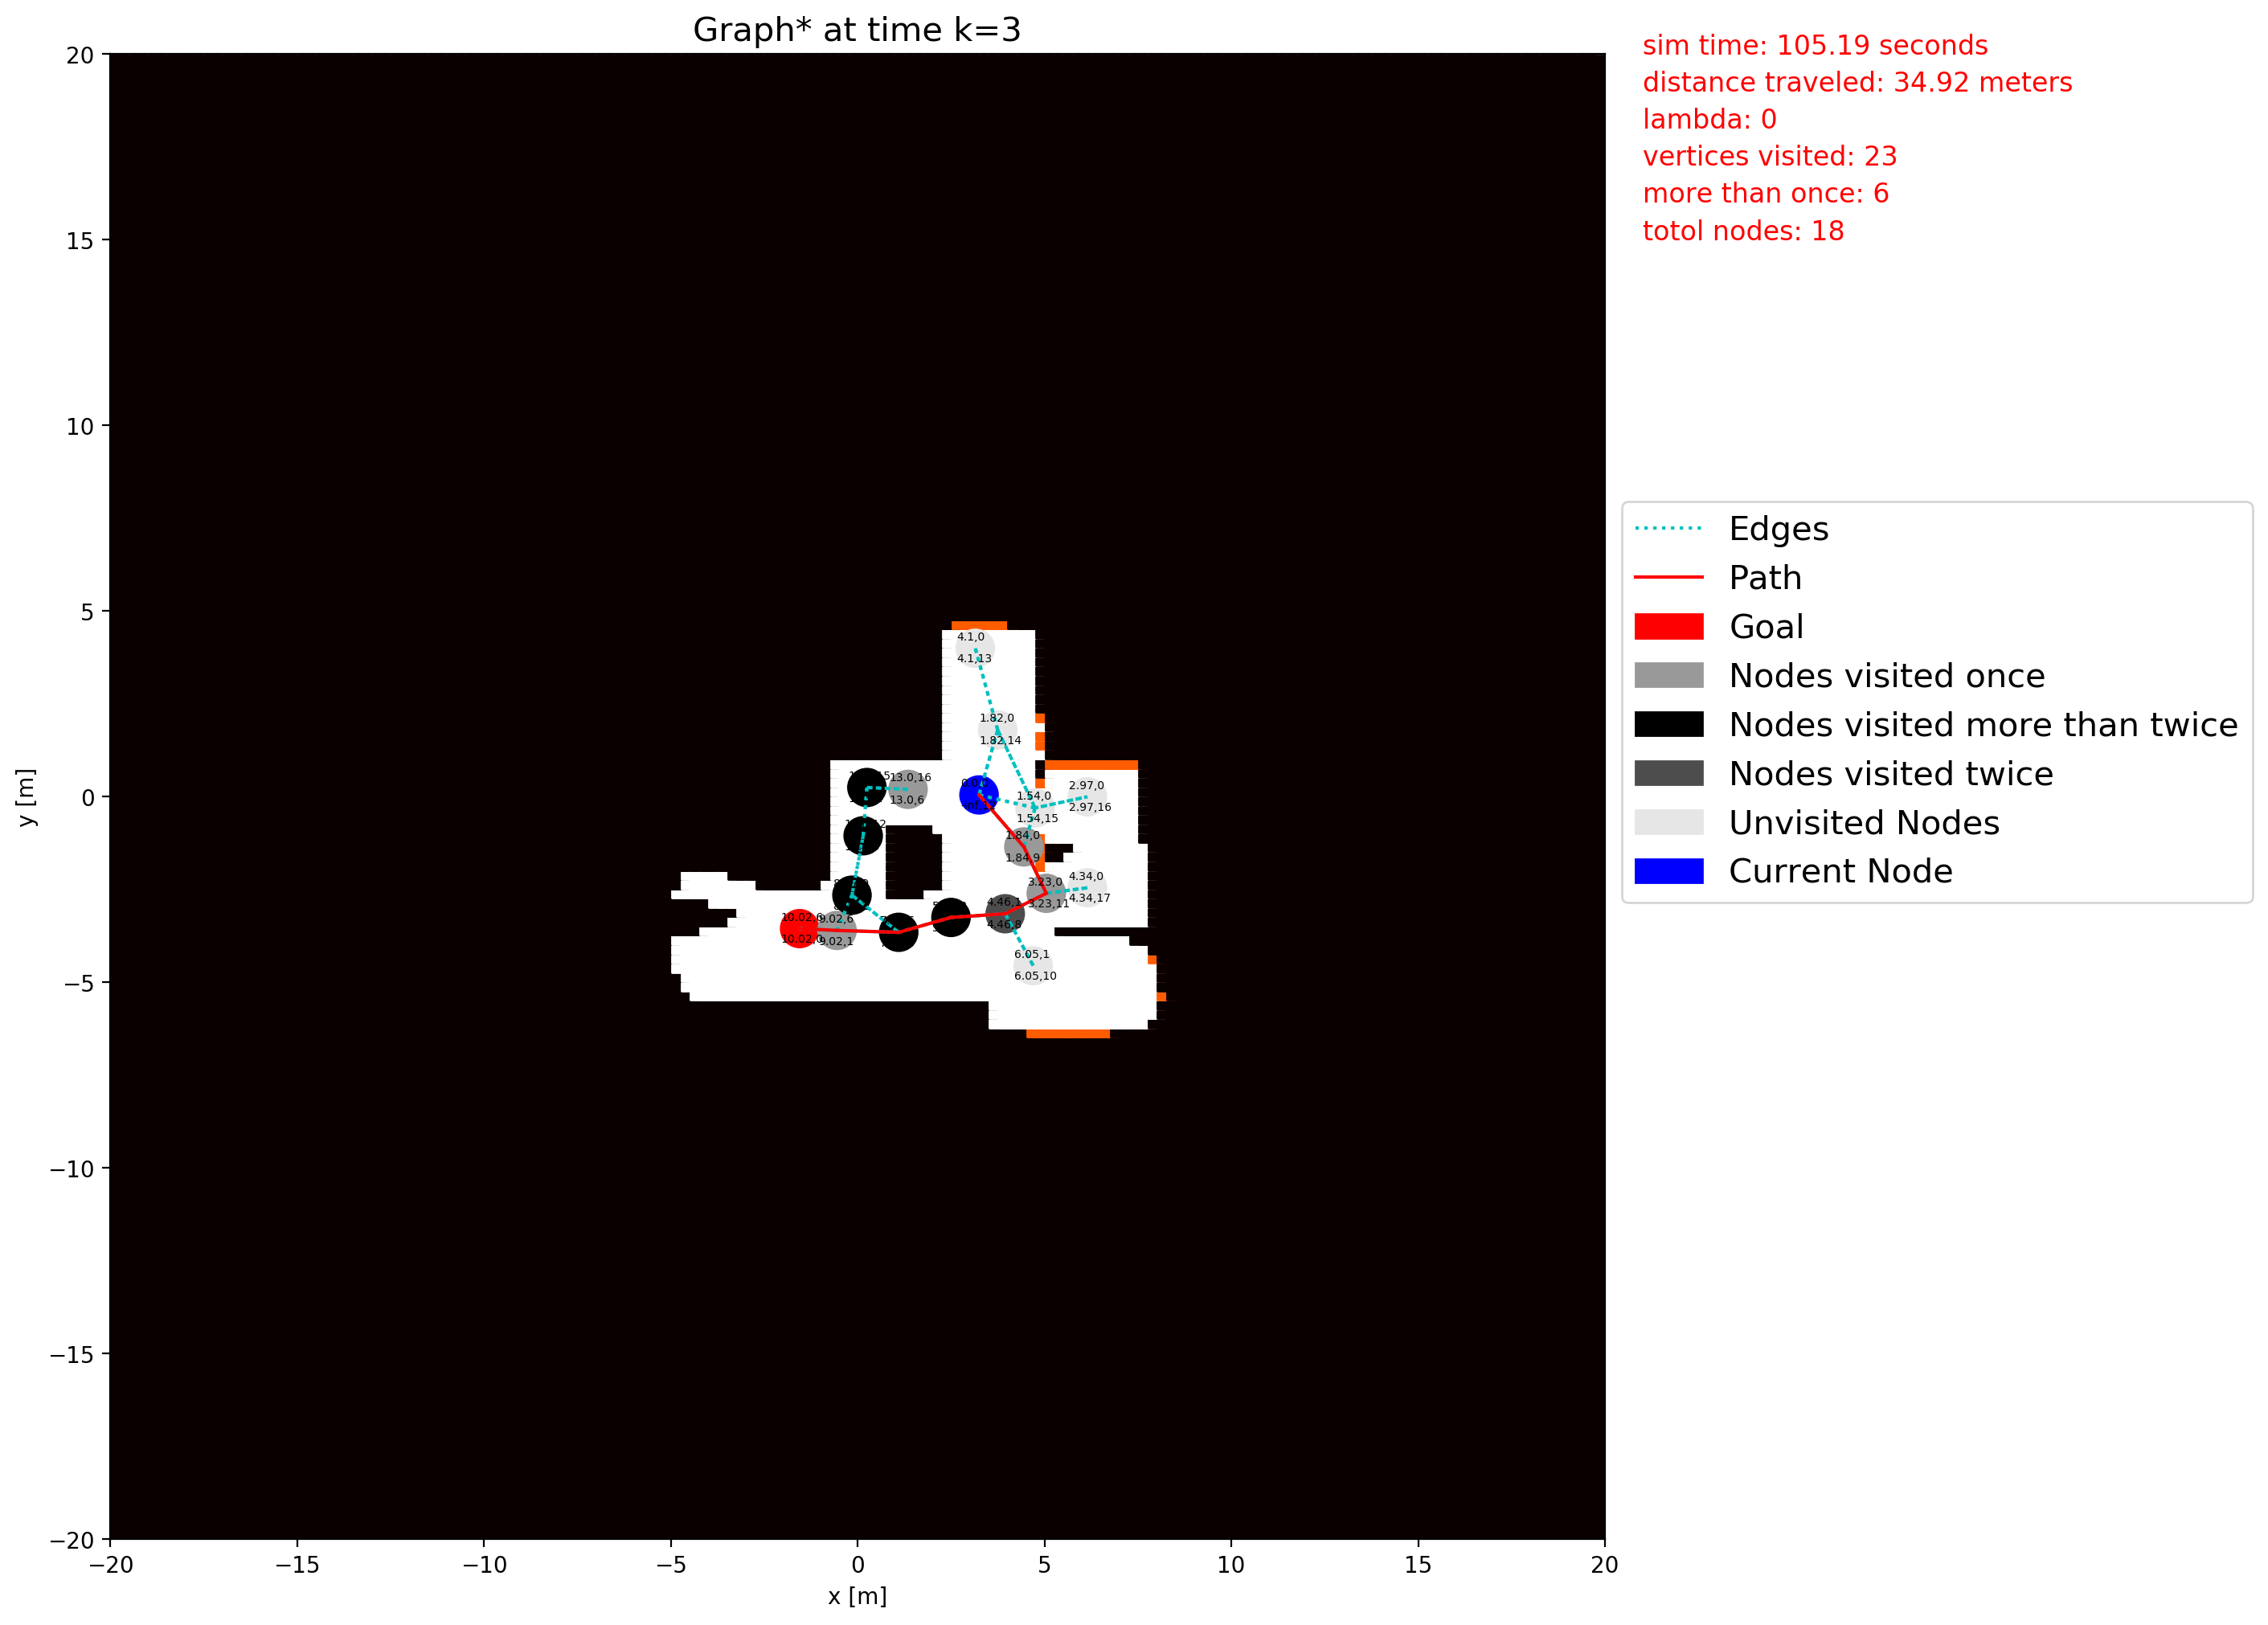 Graph* at time k=3
sim time: 105.19 seconds
distance traveled: 34.92 meters
lambda: 0
vertices visited: 23
more than once: 6
totol nodes: 18
20
15
10
5
0
−5
−10
−15
−20
y [m]
4.1,0
4.1,13
1.82,0
1.82,14
13.0,16
13.0,6
2.97,0
2.97,16
1.54,0
1.54,15
1.84,0
1.84,9
3.23,0
3.23,11
4.34,0
4.34,17
4.46,1
4.46,8
10.02,6
10.02,0
9.02,6
9.02,1
6.05,1
6.05,10
−20 −15 −10 −5 0 5 10 15 20
x [m]
Edges
Path
Goal
Nodes visited once
Nodes visited more than twice
Nodes visited twice
Unvisited Nodes
Current Node